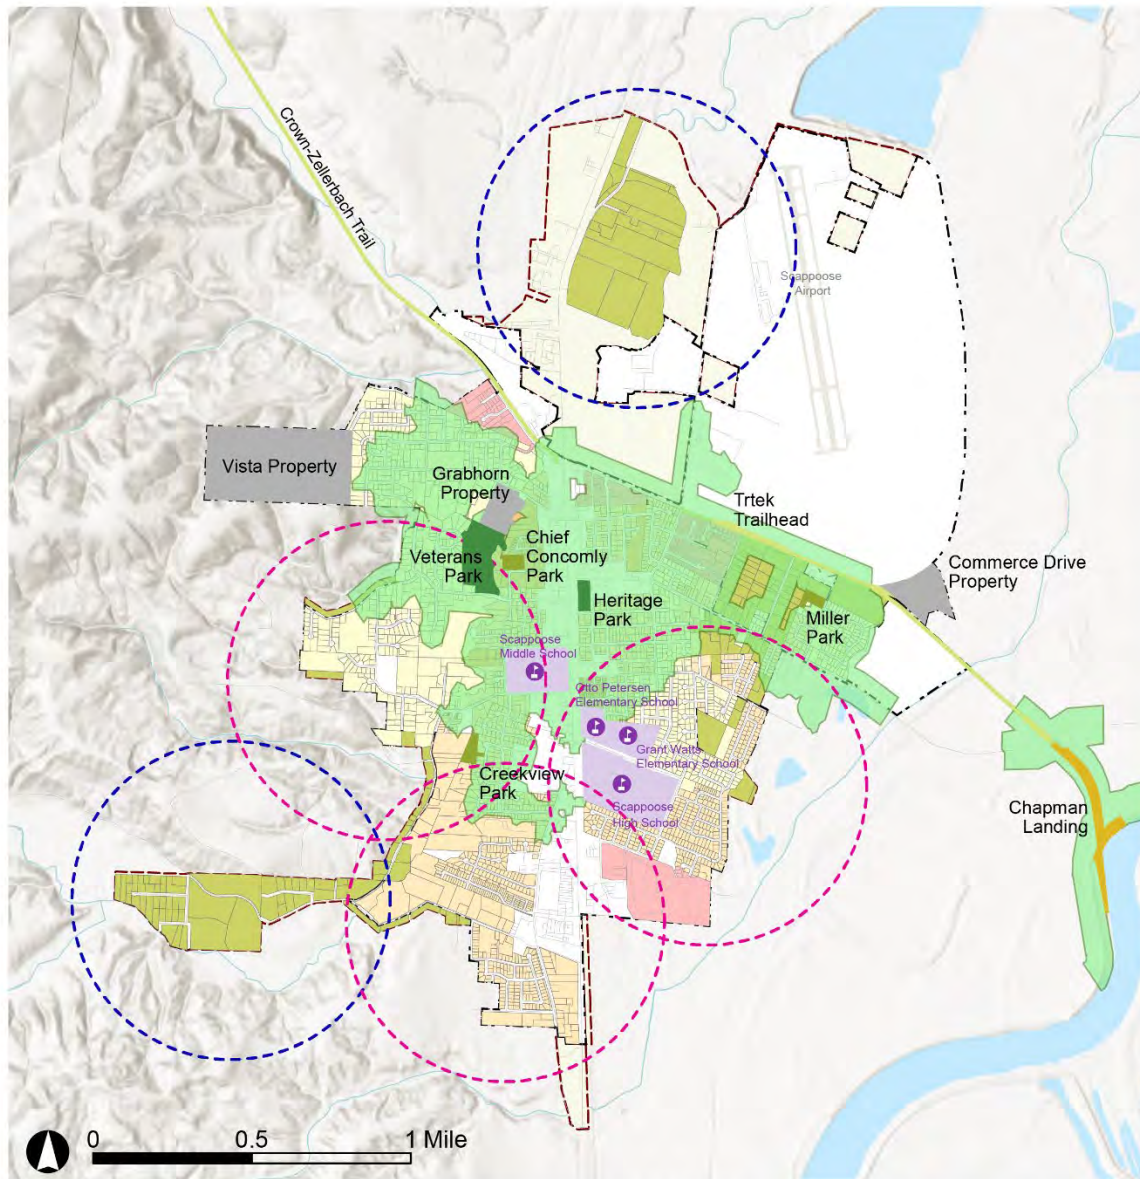 Crown-Zellerbach Trail
Scappoose
Airport
Vista Property
Grabhorn
Property
Trtek
Trailhead
Veterans
Park
Chief
Concomly
Park
Commerce Drive
Property
Heritage
Park
Miller
Park
Scappoose
Middle School
Otto Petersen
Elementary School
Grant Watts
Elementary School
Creekview
Park
Scappoose
High School
Chapman
Landing
0 0.5 1 Mile